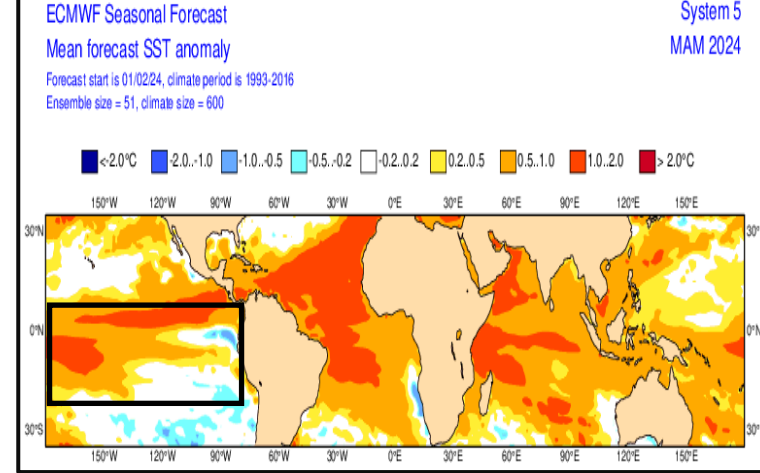 ECMWF Seasonal Forecast
System 5
Mean forecast SST anomaly
MAM 2024
Forecast start is 01/02/24, climate period is 1993-2016
Ensemble size = 51, climate size = 600
<-2.0°C -2.0..-1.0 -1.0..-0.5 -0.5..-0.2 -0.2..0.2 0.2..0.5 0.5..1.0 1.0..2.0 > 2.0°C
150°W 120°W 90°W 60°W 30°W 0°E 30°E 60°E 90°E 120°E 150°E
30°N 30°
0°N 0°N
30°S 30°
150°W 120°W 90°W 60°W 30°W 0°E 30°E 60°E 90°E 120°E 150°E